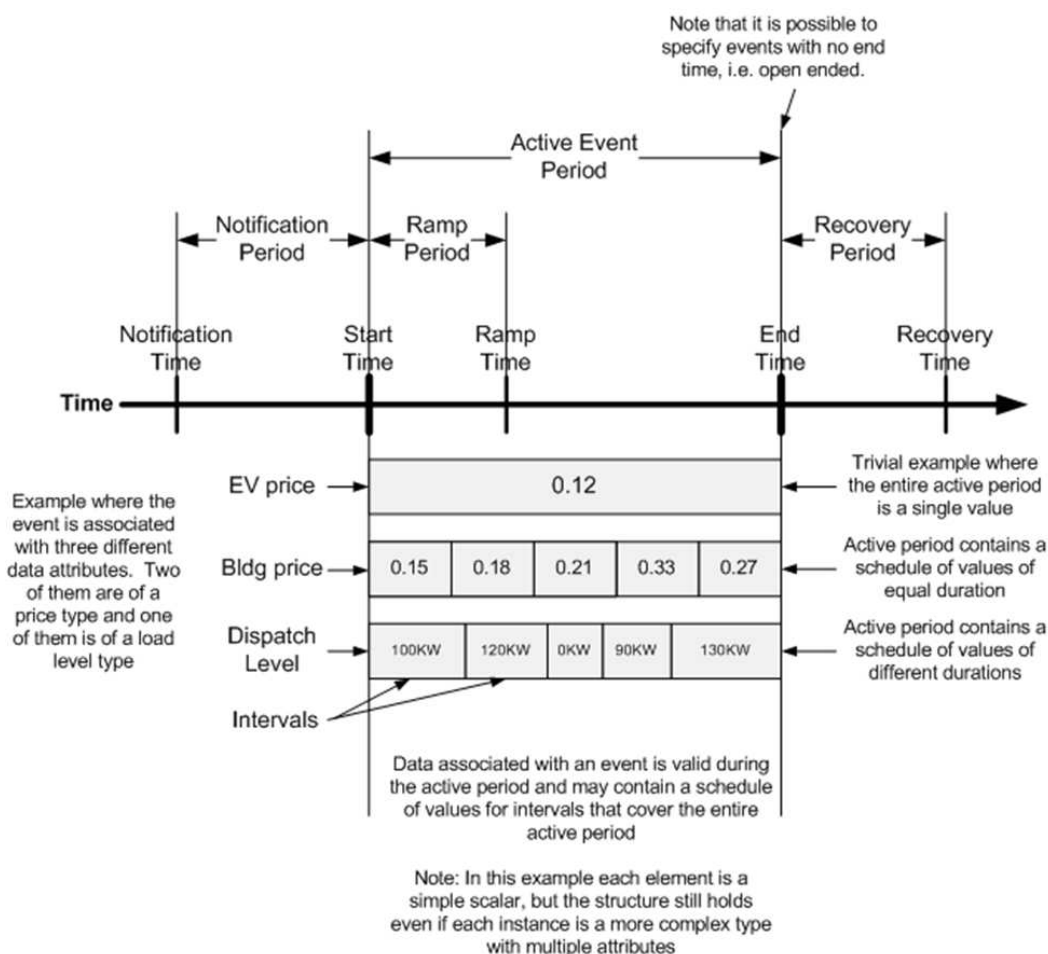 Note that it is possible to
specify events with no end
time, i.e. open ended.
Active Event
Period
Notification
Period
Ramp
Period
Recovery
Period
Notification
Time
Start
Time
Ramp
Time
End
Time
Recovery
Time
Time
Example where the
event is associated
with three different
data attributes. Two
of them are of a
price type and one
of them is of a load
level type
EV price
0.12
Trivial example where
the entire active period
is a single value
Bldg price
0.15 0.18 0.21 0.33 0.27
Active period contains a
schedule of values of
equal duration
Dispatch
Level
100KW 120KW 0KW 90KW 130KW
Active period contains a
schedule of values of
different durations
Intervals
Data associated with an event is valid during
the active period and may contain a schedule
of values for intervals that cover the entire
active period
Note: In this example each element is a
simple scalar, but the structure still holds
even if each instance is a more complex type
with multiple attributes